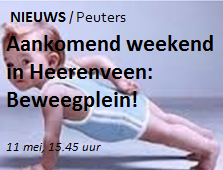 NIEUWS / Peuters
Aankomend weekend
in Heerenveen:
Beweegplein!
11 mei, 15.45 uur